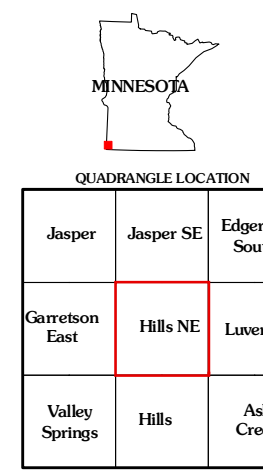 MINNESOTA
QUADRANGLE LOCATION
Jasper
Jasper SE
Garretson
East
Hills NE
Valley
Springs
Hills